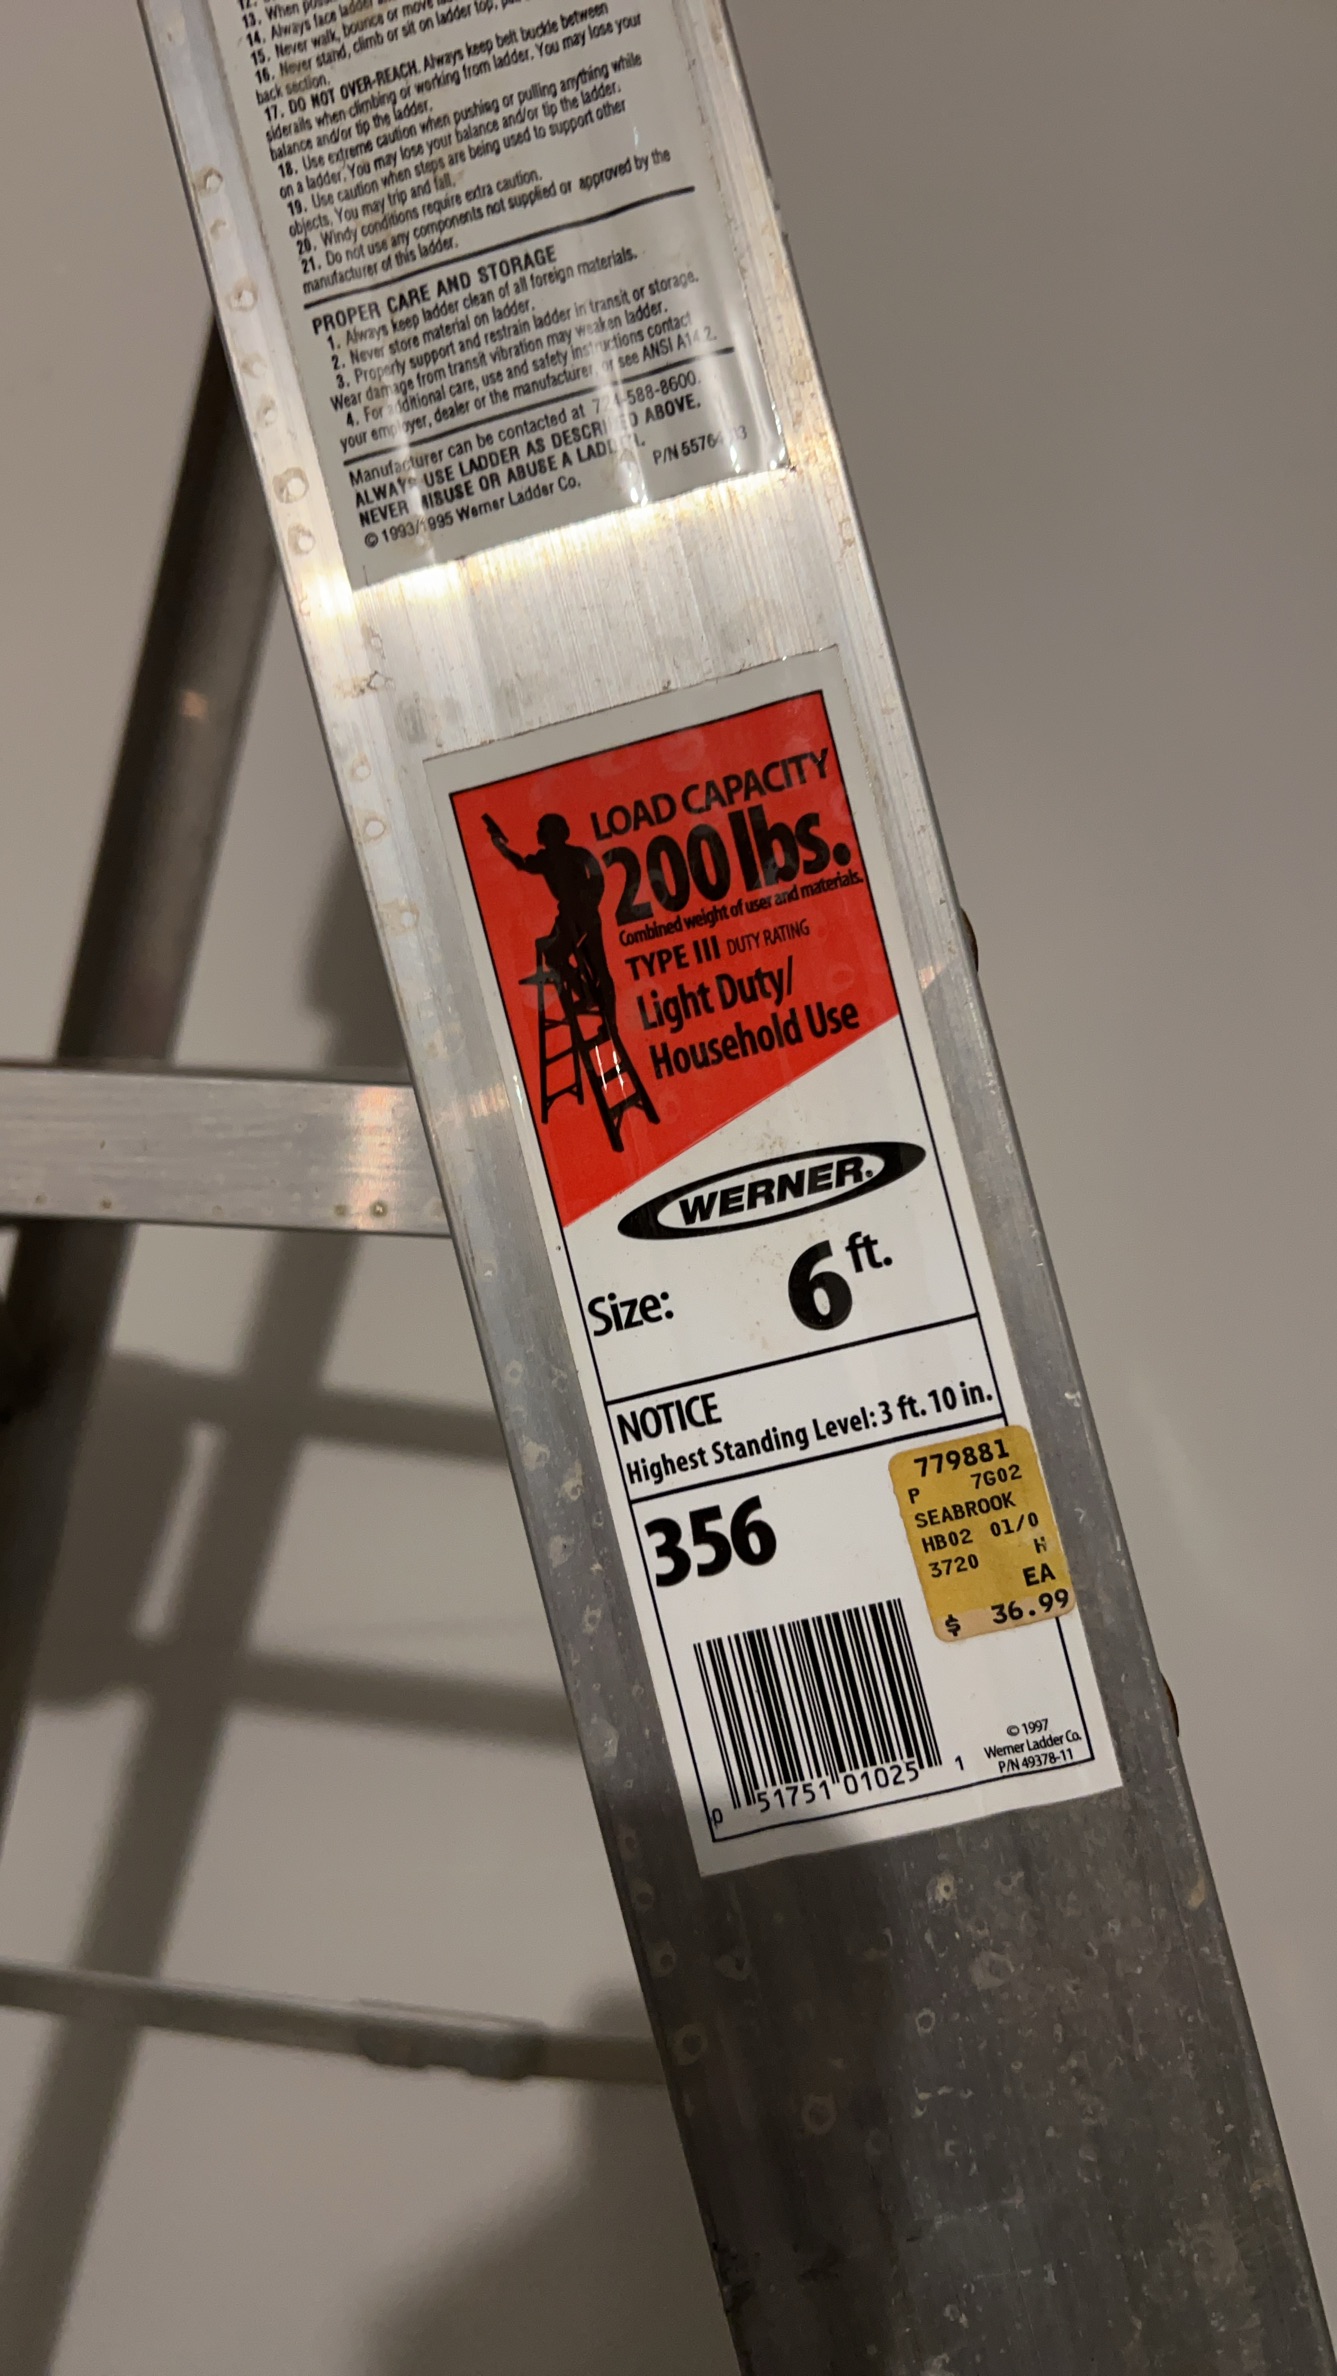 13. When
14. Always face ladder
15. Never walk, bounce or move
16. Never stand, climb or sit on ladder top,
back section.
17. DO NOT OVER-REACH. Always keep belt buckle between
siderails when climbing or working from ladder. You may lose your
balance and/or tip the ladder.
18. Use extreme caution when pushing or pulling anything while
on a ladder. You may lose your balance and/or tip the ladder.
19. Use caution when steps are being used to support other
objects. You may trip and fall.
20. Windy conditions require extra caution.
21. Do not use any components not supplied or approved by the
manufacturer of this ladder.
PROPER CARE AND STORAGE
1. Always keep ladder clean of all foreign materials.
2. Never store material on ladder.
3. Properly support and restrain ladder in transit or storage.
Wear damage from transit vibration may weaken ladder.
4. For additional care, use and safety instructions contact
your employer, dealer or the manufacturer, or see ANSI A14.2.
Manufacturer can be contacted at 724-588-8600.
ALWAYS USE LADDER AS DESCRIBED ABOVE.
NEVER MISUSE OR ABUSE A LADDER.
© 1993/1995 Werner Ladder Co. P/N
LOAD CAPACITY
200 lbs.
Combined weight of user and materials.
TYPE III DUTY RATING
Light Duty/
Household Use
WERNER®
Size: 6 ft.
NOTICE
Highest Standing Level: 3 ft. 10 in.
356
779881
P 7G02
SEABROOK
HB02 01/0
3720 H
EA
$ 36.99
0 51751 01025 1
© 1997
Werner Ladder Co.
P/N 49378-11